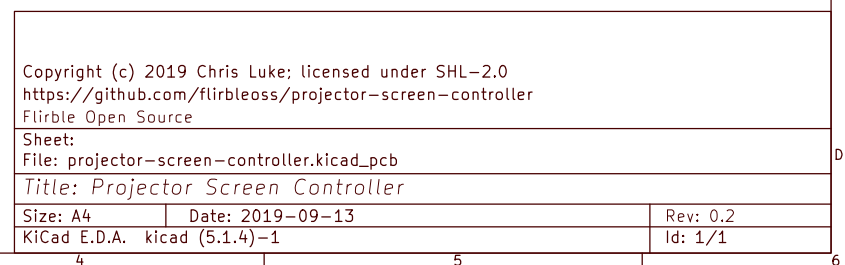 Copyright (c) 2019 Chris Luke; licensed under SHL-2.0
https://github.com/flirbleoss/projector-screen-controller
Flirble Open Source
Sheet:
File: projector-screen-controller.kicad_pcb
D
Title: Projector Screen Controller
Size: A4 Date: 2019-09-13 Rev: 0.2
KiCad E.D.A. kicad (5.1.4)-1 Id: 1/1
4 5 6